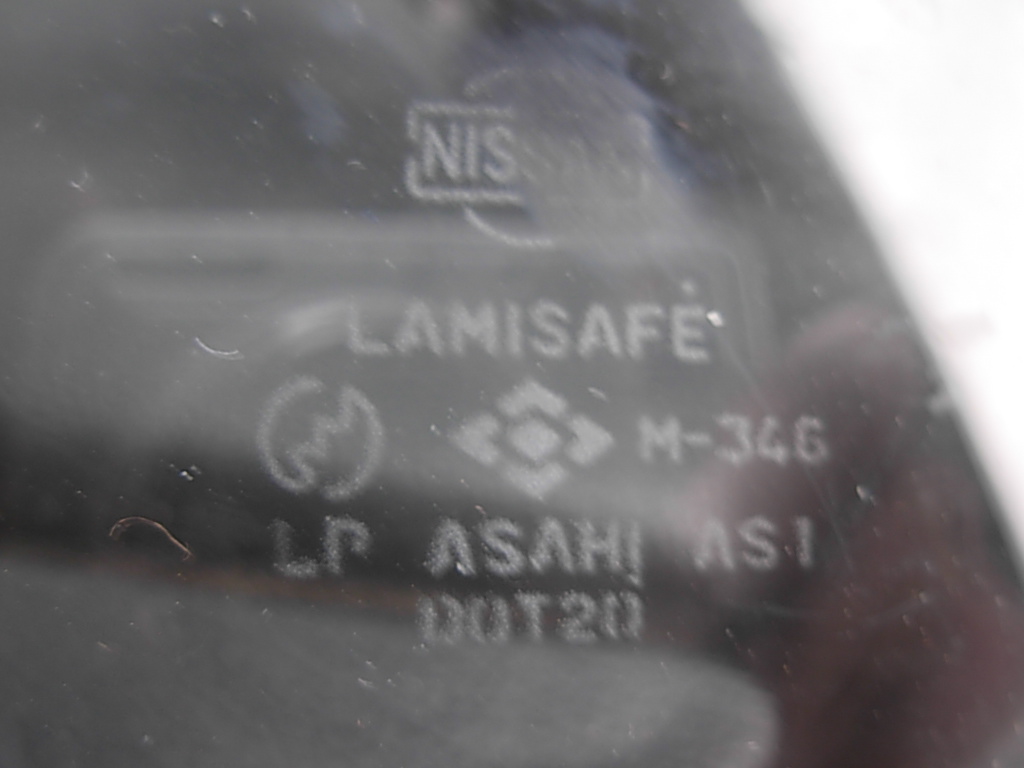 NIS
LAMISAFE
M-346
LP ASAHI AS1
DOT20